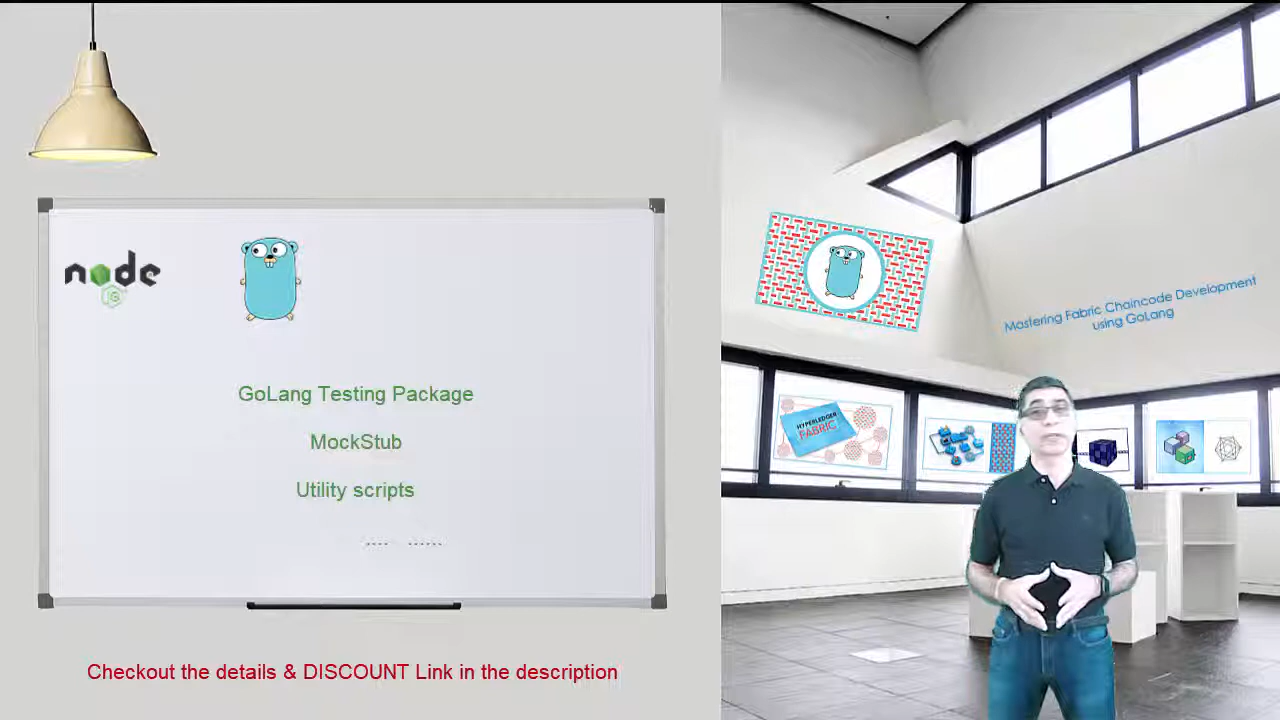 node
JS
GoLang Testing Package
MockStub
Utility scripts
Checkout the details & DISCOUNT Link in the description
Mastering Fabric Chaincode Development
using GoLang
HYPERLEDGER
FABRIC